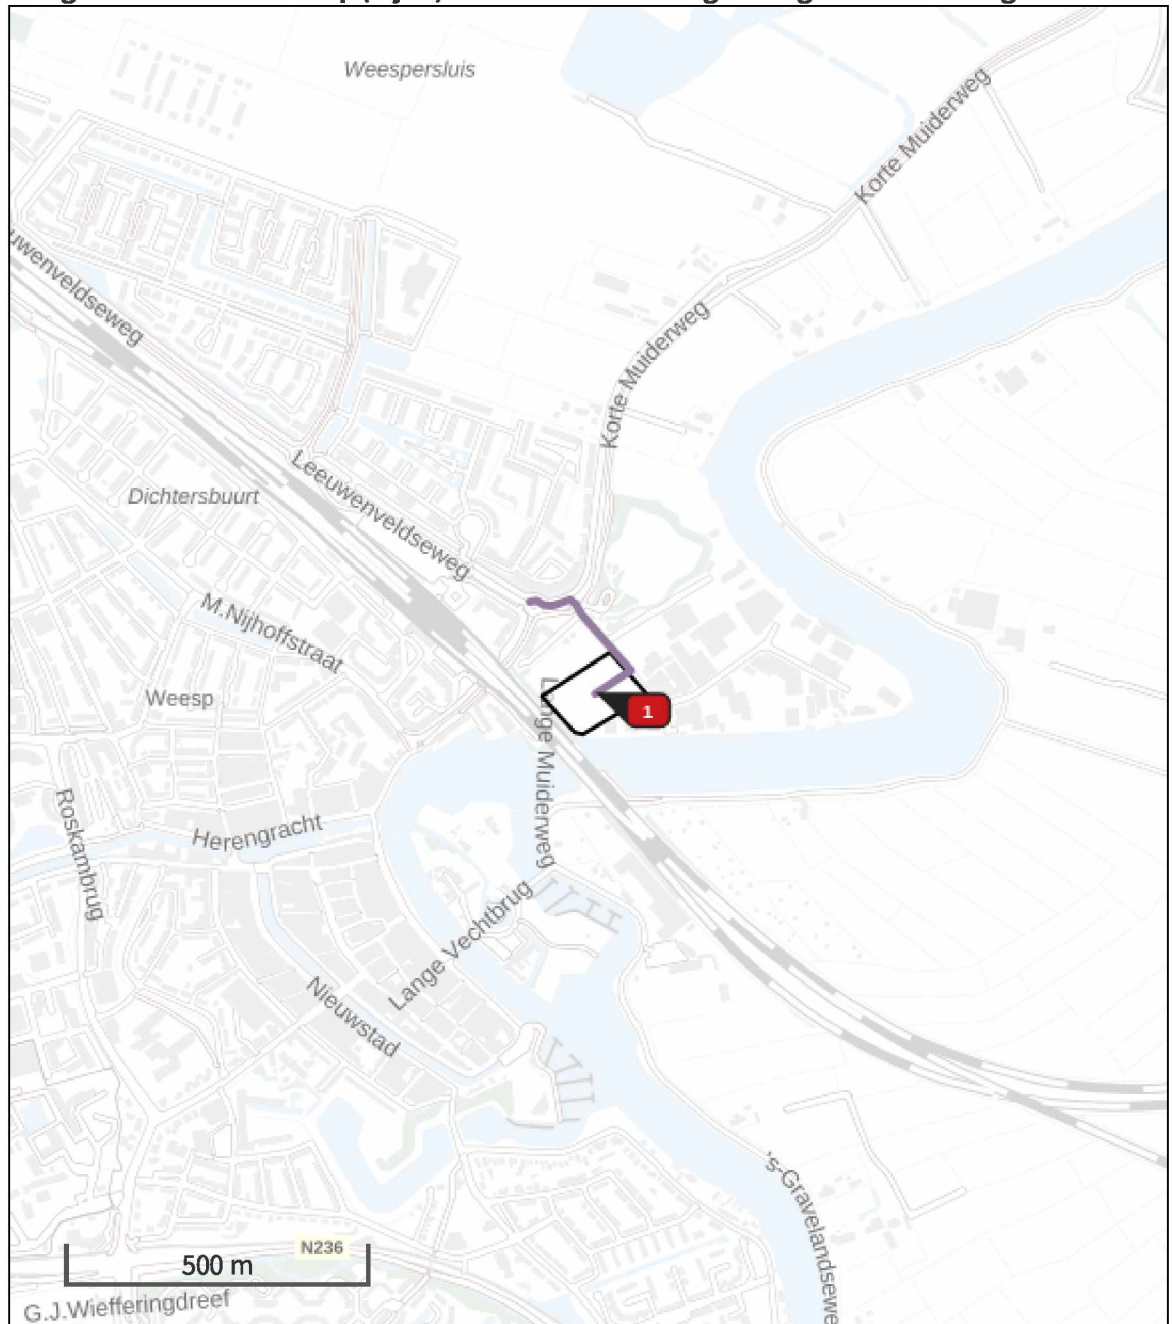 Weespersluis
Korte Muiderweg
uwenveldseweg
Korte Muiderweg
Leeuwenveldseweg
Dichtersbuurt
M.Nijhoffstraat
Weesp
1
Lange Muiderweg
Roskambrug
Herengracht
Lange Vechtbrug
Nieuwstad
's-Gravelandsewe
N236
500 m
G.J.Wiefferingdreef